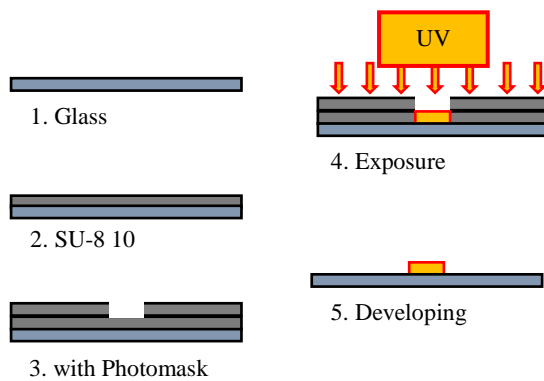 1. Glass
2. SU-8 10
3. with Photomask
UV
4. Exposure
5. Developing